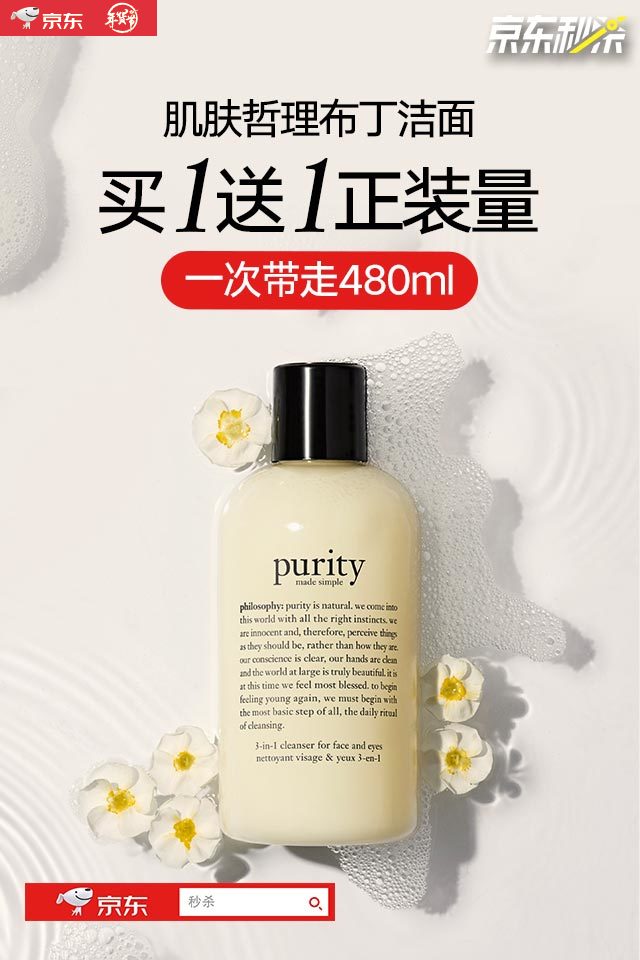 京东 年货节
京东秒杀
肌肤哲理布丁洁面
买1送1正装量
一次带走480ml
purity
made simple
philosophy: purity is natural. we come into
this world with all the right instincts. we
are innocent and, therefore, perceive things
as they should be, rather than how they are.
our conscience is clear, our hands are clean
and the world at large is truly beautiful. it is
at this time we feel most blessed. to begin
feeling young again, we must begin with
the most basic step of all, the daily ritual
of cleansing.
3-in-1 cleanser for face and eyes
nettoyant visage & yeux 3-en-1
京东 秒杀